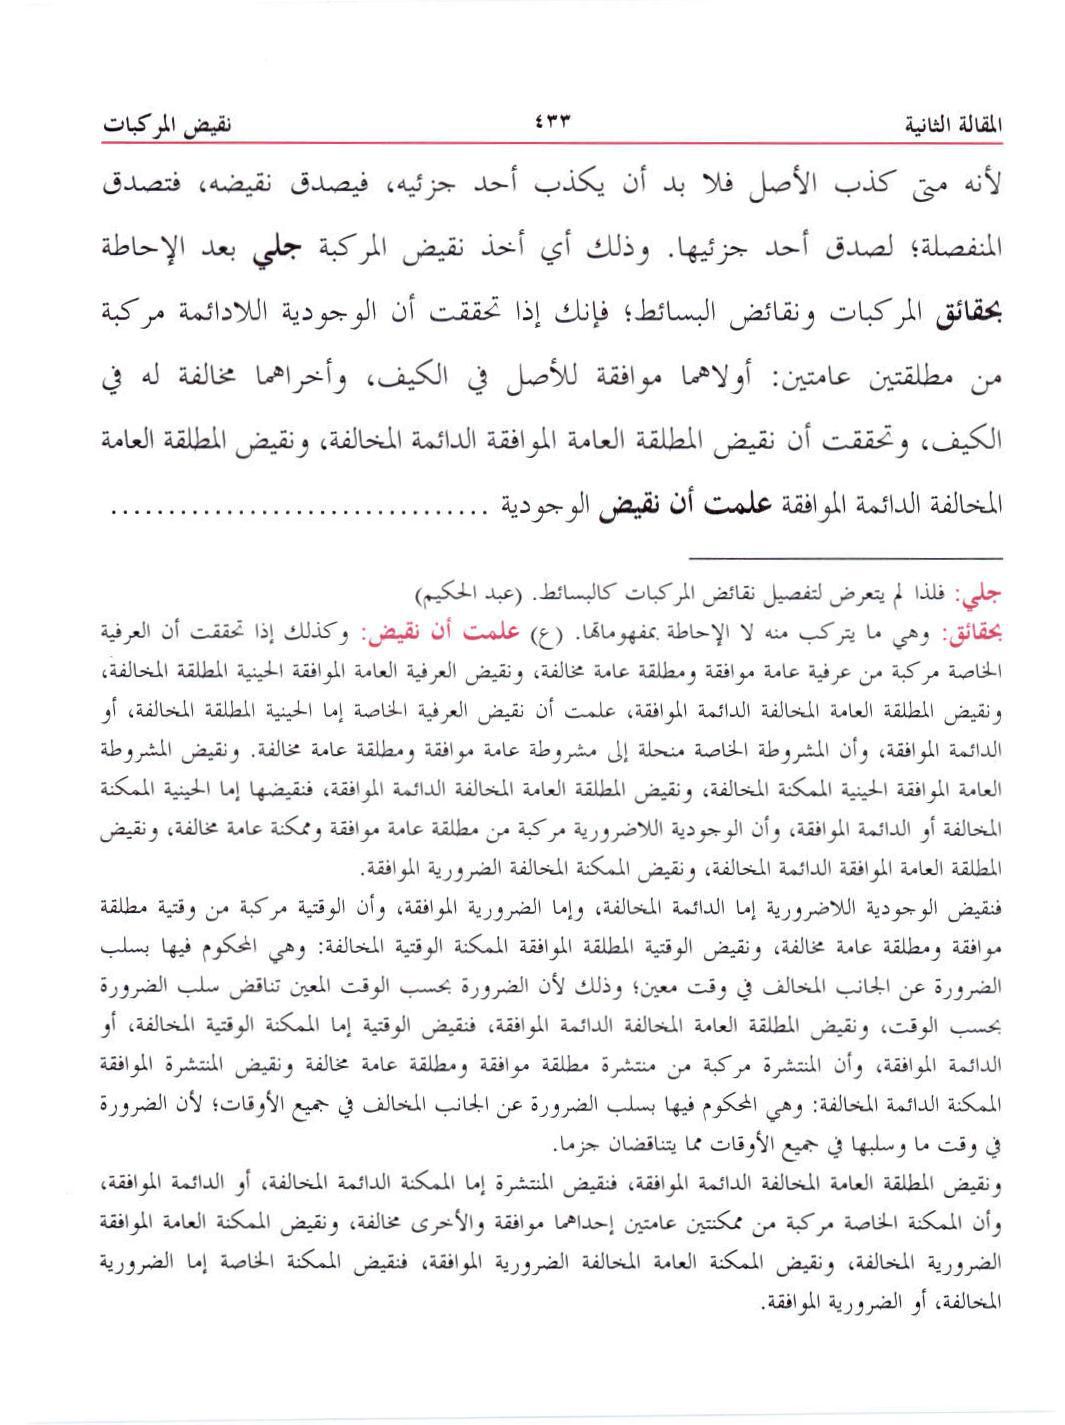 المقالة الثانية ٤٣٣ نقيض المركبات
لأنه متى كذب الأصل فلا بد أن يكذب أحد جزئيه، فيصدق نقيضه، فتصدق
المنفصلة؛ لصدق أحد جزئيها. وذلك أي أخذ نقيض المركبة جلي بعد الإحاطة
بحقائق المركبات ونقائض البسائط؛ فإنك إذا تحققت أن الوجودية اللادائمة مركبة
من مطلقتين عامتين: أولاهما موافقة للأصل في الكيف، وأخراهما مخالفة له في
الكيف، وتحققت أن نقيض المطلقة العامة الموافقة الدائمة المخالفة، ونقيض المطلقة العامة
المخالفة الدائمة الموافقة علمت أن نقيض الوجودية .................................
جلي: فلذا لم يتعرض لتفصيل نقائض المركبات كالبسائط. (عبد الحكيم)
بحقائق: وهي ما يتركب منه لا الإحاطة بمفهوماتها. (ع) علمت أن نقيض: وكذلك إذا تحققت أن العرفية
الخاصة مركبة من عرفية عامة موافقة ومطلقة عامة مخالفة، ونقيض العرفية العامة الموافقة الحينية المطلقة المخالفة،
ونقيض المطلقة العامة المخالفة الدائمة الموافقة، علمت أن نقيض العرفية الخاصة إما الحينية المطلقة المخالفة، أو
الدائمة الموافقة، وأن المشروطة الخاصة منحلة إلى مشروطة عامة موافقة ومطلقة عامة مخالفة. ونقيض المشروطة
العامة الموافقة الحينية الممكنة المخالفة، ونقيض المطلقة العامة المخالفة الدائمة الموافقة، فنقيضها إما الحينية الممكنة
المخالفة أو الدائمة الموافقة، وأن الوجودية اللاضرورية مركبة من مطلقة عامة موافقة وممكنة عامة مخالفة، ونقيض
المطلقة العامة الموافقة الدائمة المخالفة، ونقيض الممكنة المخالفة الضرورية الموافقة.
فنقيض الوجودية اللاضرورية إما الدائمة المخالفة، وإما الضرورية الموافقة، وأن الوقتية مركبة من وقتية مطلقة
موافقة ومطلقة عامة مخالفة، ونقيض الوقتية المطلقة الموافقة الممكنة الوقتية المخالفة: وهي المحكوم فيها بسلب
الضرورة عن الجانب المخالف في وقت معين؛ وذلك لأن الضرورة بحسب الوقت المعين تناقض سلب الضرورة
بحسب الوقت، ونقيض المطلقة العامة المخالفة الدائمة الموافقة، فنقيض الوقتية إما الممكنة الوقتية المخالفة، أو
الدائمة الموافقة، وأن المنتشرة مركبة من منتشرة مطلقة موافقة ومطلقة عامة مخالفة ونقيض المنتشرة الموافقة
الممكنة الدائمة المخالفة: وهي المحكوم فيها بسلب الضرورة عن الجانب المخالف في جميع الأوقات؛ لأن الضرورة
في وقت ما وسلبها في جميع الأوقات مما يتناقضان جزما.
ونقيض المطلقة العامة المخالفة الدائمة الموافقة، فنقيض المنتشرة إما الممكنة الدائمة المخالفة، أو الدائمة الموافقة،
وأن الممكنة الخاصة مركبة من ممكنتين عامتين إحداهما موافقة والأخرى مخالفة، ونقيض الممكنة العامة الموافقة
الضرورية المخالفة، ونقيض الممكنة العامة المخالفة الضرورية الموافقة، فنقيض الممكنة الخاصة إما الضرورية
المخالفة، أو الضرورية الموافقة.